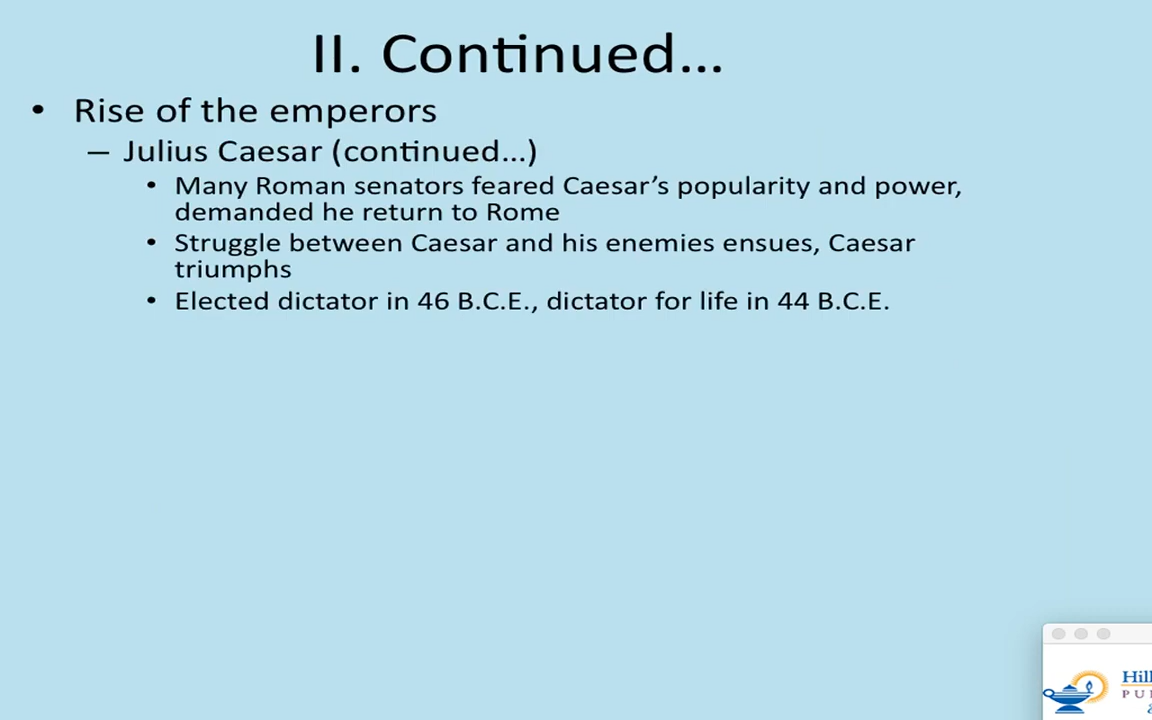 II. Continued...
• Rise of the emperors
– Julius Caesar (continued...)
• Many Roman senators feared Caesar's popularity and power,
demanded he return to Rome
• Struggle between Caesar and his enemies ensues, Caesar
triumphs
• Elected dictator in 46 B.C.E., dictator for life in 44 B.C.E.